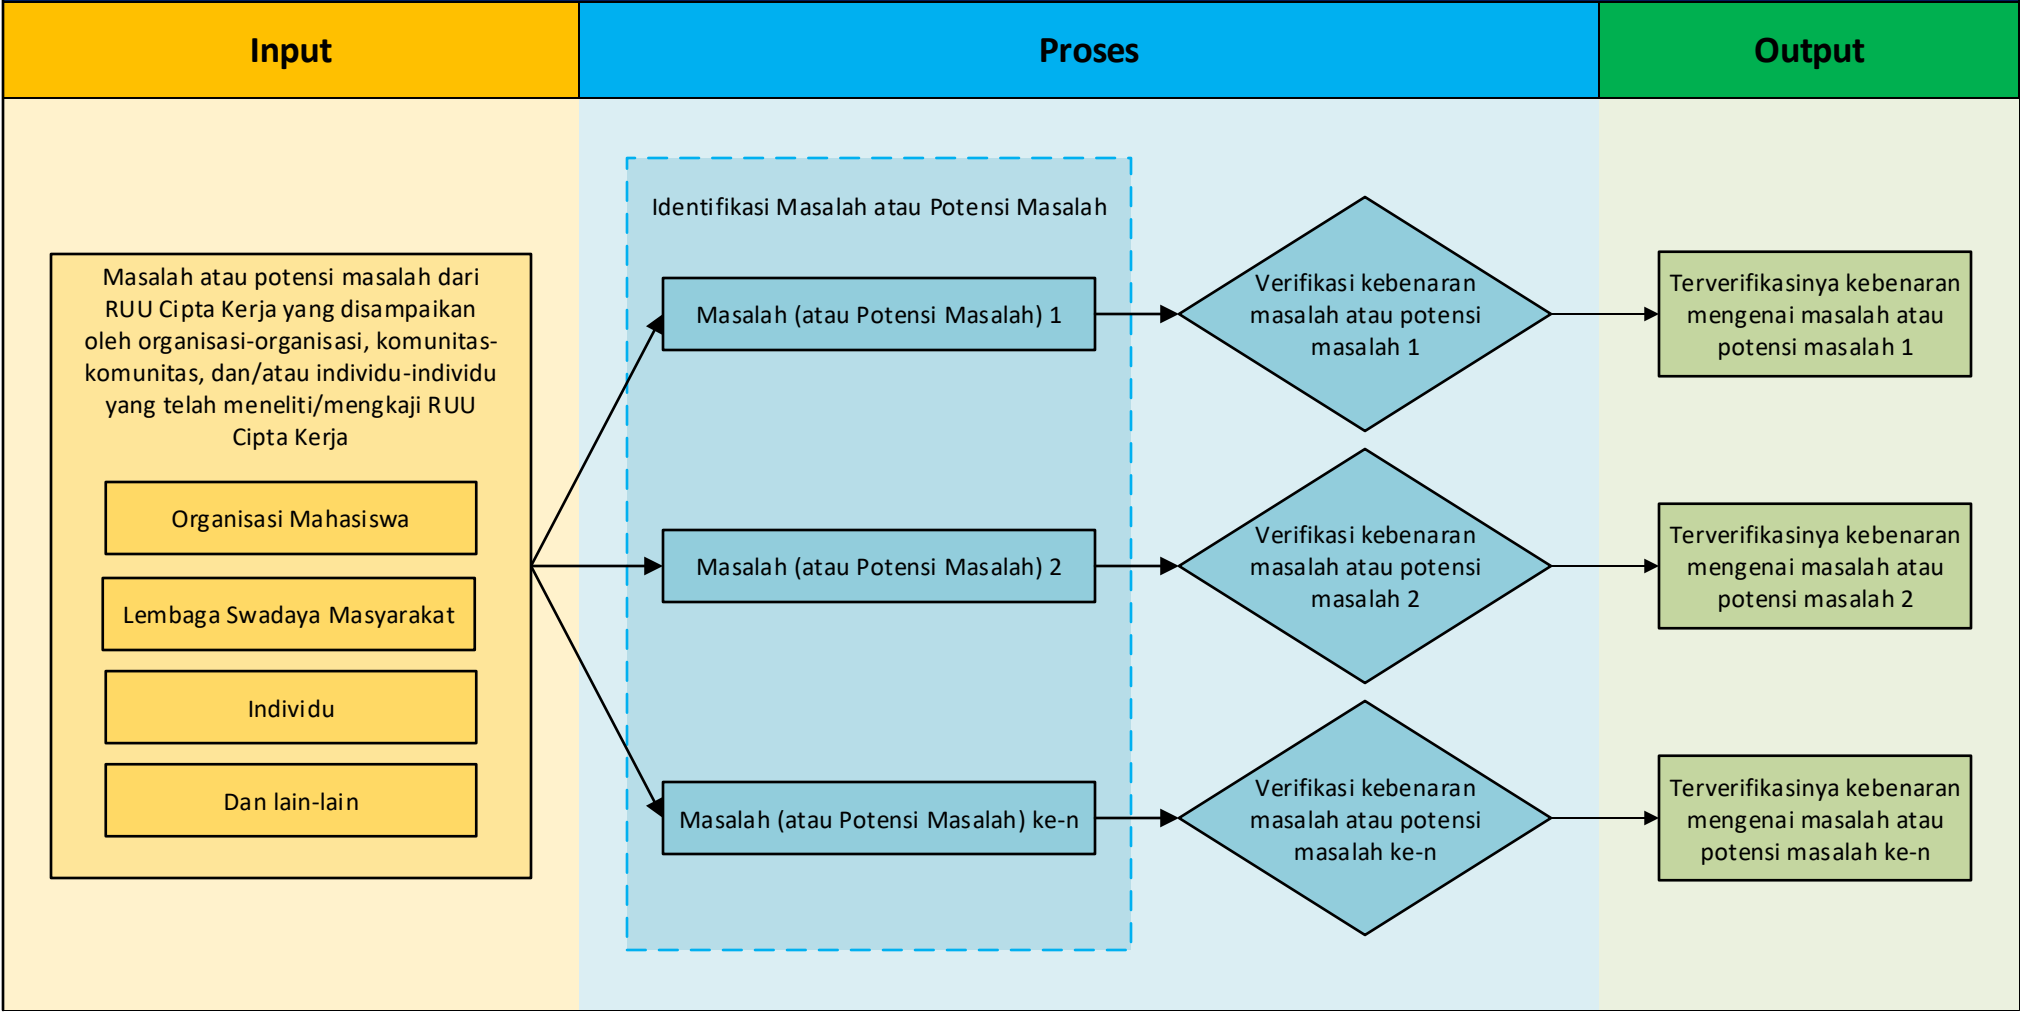 Input
Proses
Output
Masalah atau potensi masalah dari
RUU Cipta Kerja yang disampaikan
oleh organisasi-organisasi, komunitas-
komunitas, dan/atau individu-individu
yang telah meneliti/mengkaji RUU
Cipta Kerja
Organisasi Mahasiswa
Lembaga Swadaya Masyarakat
Individu
Dan lain-lain
Identifikasi Masalah atau Potensi Masalah
Masalah (atau Potensi Masalah) 1
Verifikasi kebenaran
masalah atau potensi
masalah 1
Terverifikasinya kebenaran
mengenai masalah atau
potensi masalah 1
Masalah (atau Potensi Masalah) 2
Verifikasi kebenaran
masalah atau potensi
masalah 2
Terverifikasinya kebenaran
mengenai masalah atau
potensi masalah 2
Masalah (atau Potensi Masalah) ke-n
Verifikasi kebenaran
masalah atau potensi
masalah ke-n
Terverifikasinya kebenaran
mengenai masalah atau
potensi masalah ke-n